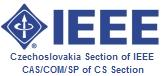 IEEE
Czechoslovakia Section of IEEE
CAS/COM/SP of CS Section